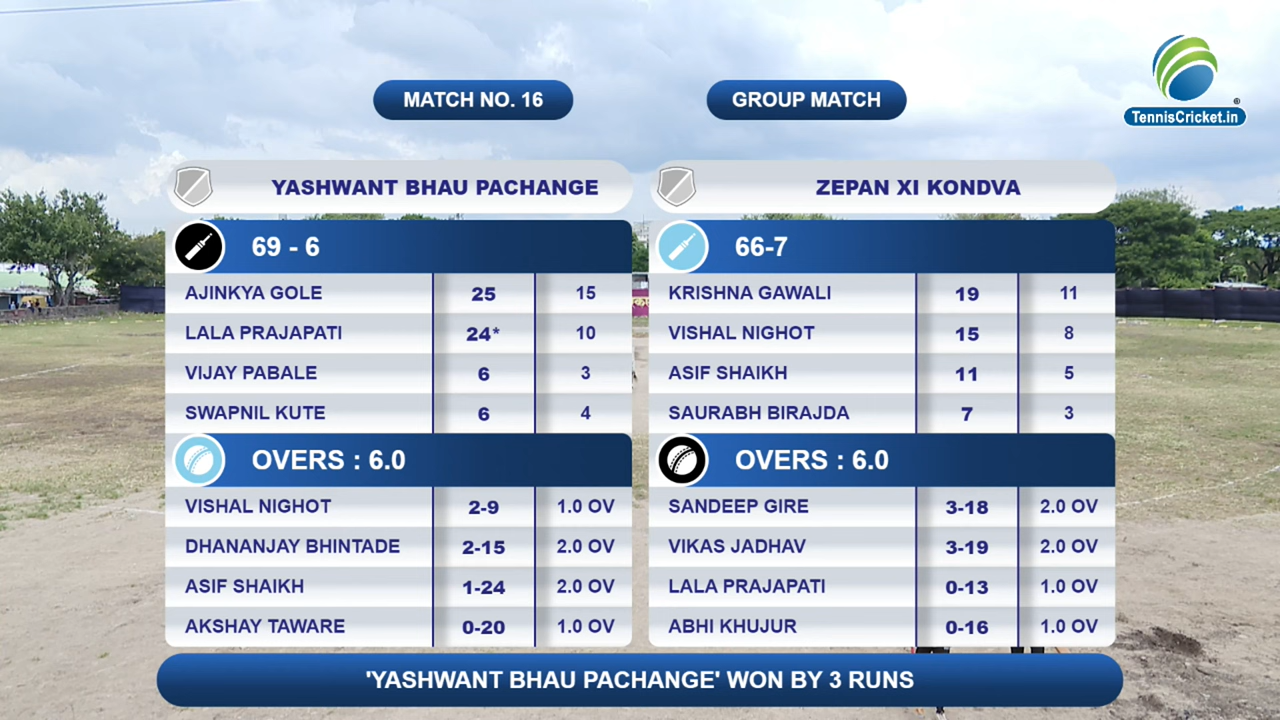 MATCH NO. 16
GROUP MATCH
®
TennisCricket.in
YASHWANT BHAU PACHANGE
69 - 6
AJINKYA GOLE 25 15
LALA PRAJAPATI 24* 10
VIJAY PABALE 6 3
SWAPNIL KUTE 6 4
OVERS : 6.0
VISHAL NIGHOT 2-9 1.0 OV
DHANANJAY BHINTADE 2-15 2.0 OV
ASIF SHAIKH 1-24 2.0 OV
AKSHAY TAWARE 0-20 1.0 OV
ZEPAN XI KONDVA
66-7
KRISHNA GAWALI 19 11
VISHAL NIGHOT 15 8
ASIF SHAIKH 11 5
SAURABH BIRAJDA 7 3
OVERS : 6.0
SANDEEP GIRE 3-18 2.0 OV
VIKAS JADHAV 3-19 2.0 OV
LALA PRAJAPATI 0-13 1.0 OV
ABHI KHUJUR 0-16 1.0 OV
'YASHWANT BHAU PACHANGE' WON BY 3 RUNS